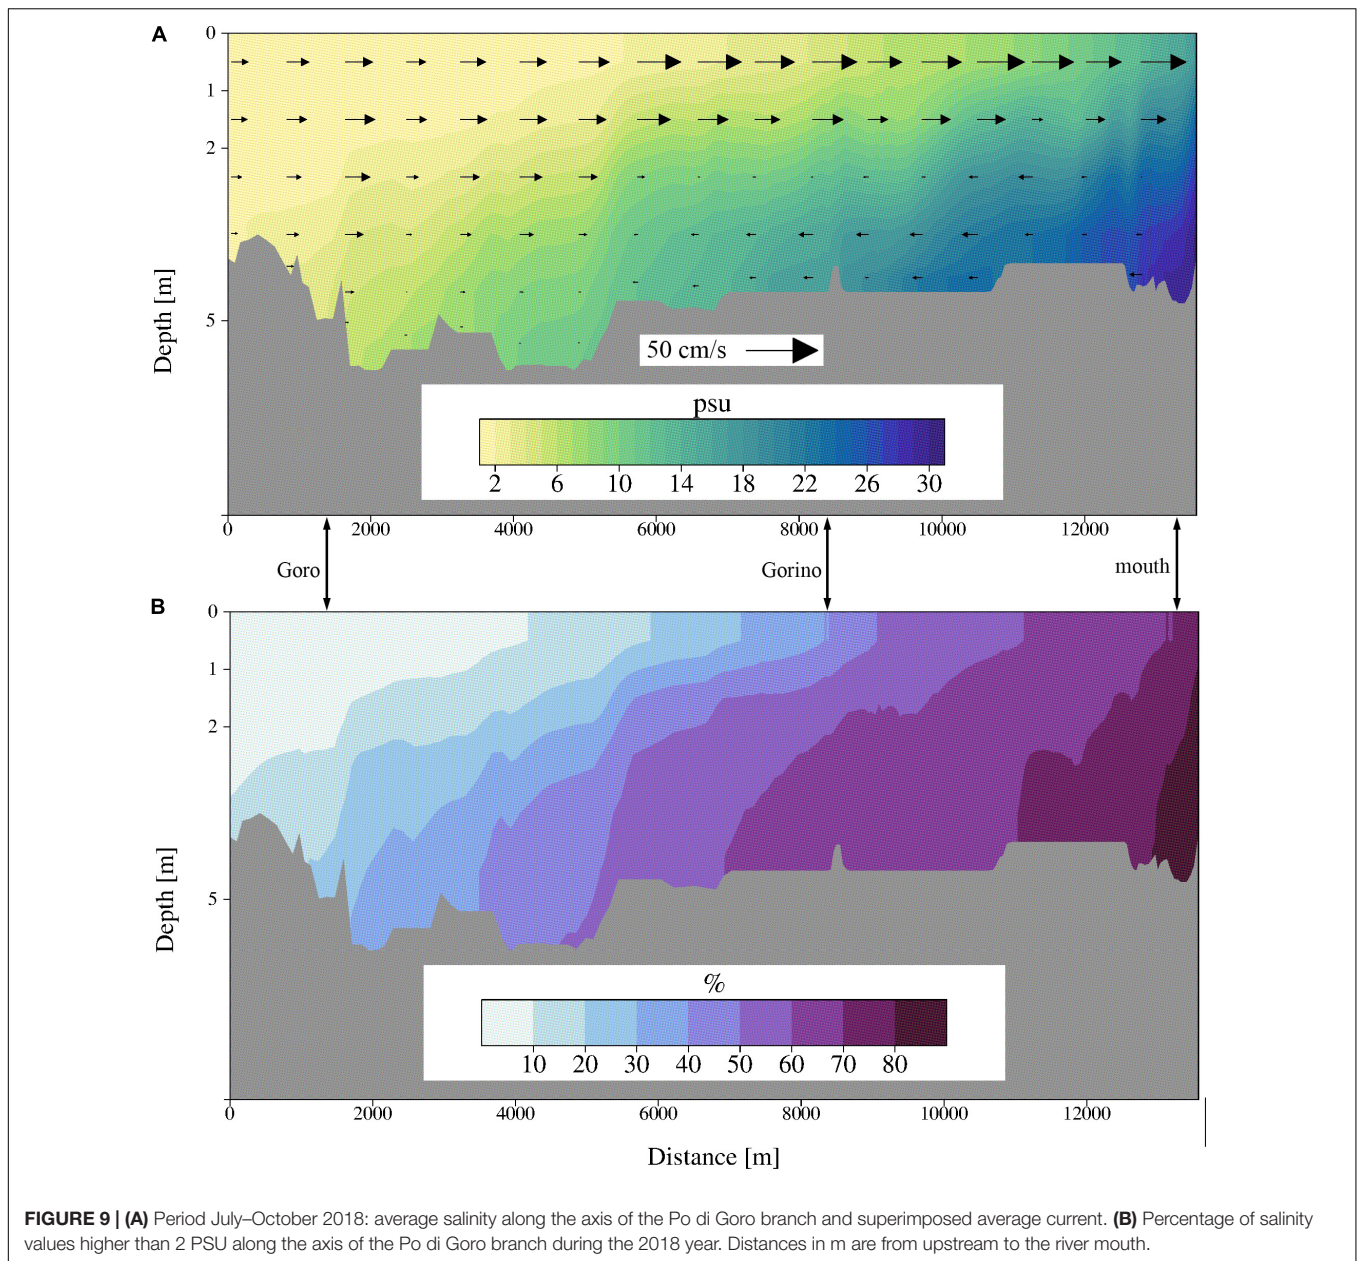 A
0
1
2
5
Depth [m]
50 cm/s
psu
2 6 10 14 18 22 26 30
0 2000 4000 6000 8000 10000 12000
Goro Gorino mouth
B
0
1
2
5
Depth [m]
%
10 20 30 40 50 60 70 80
0 2000 4000 6000 8000 10000 12000
Distance [m]
FIGURE 9 | (A) Period July–October 2018: average salinity along the axis of the Po di Goro branch and superimposed average current. (B) Percentage of salinity
values higher than 2 PSU along the axis of the Po di Goro branch during the 2018 year. Distances in m are from upstream to the river mouth.